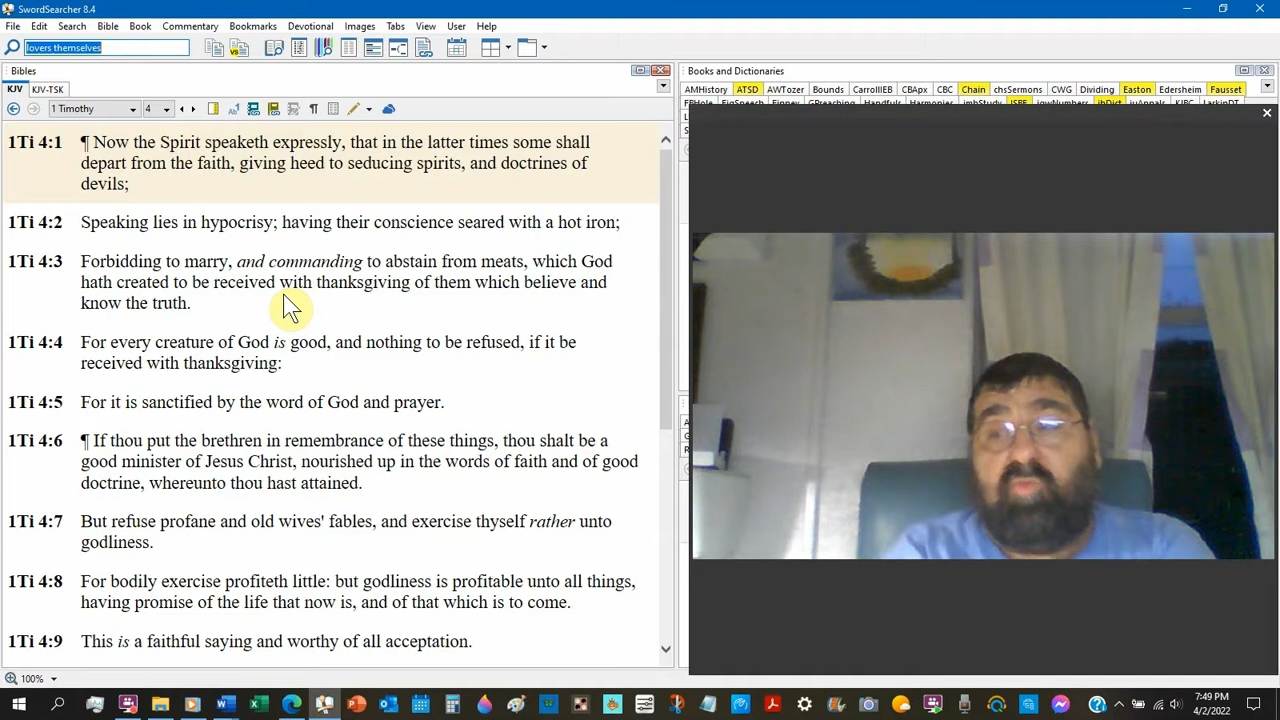 SwordSearcher 8.4
File Edit Search Bible Book Commentary Bookmarks Devotional Images Tabs View User Help
lovers themselves
Bibles
KJV KJV-TSK
1 Timothy 4
1Ti 4:1 ¶ Now the Spirit speaketh expressly, that in the latter times some shall
depart from the faith, giving heed to seducing spirits, and doctrines of
devils;
1Ti 4:2 Speaking lies in hypocrisy; having their conscience seared with a hot iron;
1Ti 4:3 Forbidding to marry, and commanding to abstain from meats, which God
hath created to be received with thanksgiving of them which believe and
know the truth.
1Ti 4:4 For every creature of God is good, and nothing to be refused, if it be
received with thanksgiving:
1Ti 4:5 For it is sanctified by the word of God and prayer.
1Ti 4:6 ¶ If thou put the brethren in remembrance of these things, thou shalt be a
good minister of Jesus Christ, nourished up in the words of faith and of good
doctrine, whereunto thou hast attained.
1Ti 4:7 But refuse profane and old wives' fables, and exercise thyself rather unto
godliness.
1Ti 4:8 For bodily exercise profiteth little: but godliness is profitable unto all things,
having promise of the life that now is, and of that which is to come.
1Ti 4:9 This is a faithful saying and worthy of all acceptation.
100%
Books and Dictionaries
AMHistory ATSD AWTozer Bounds CarrollIEB CBApx CBC Chain chsSermons CWG Dividing Easton Edersheim Fausset
7:49 PM
4/2/2022